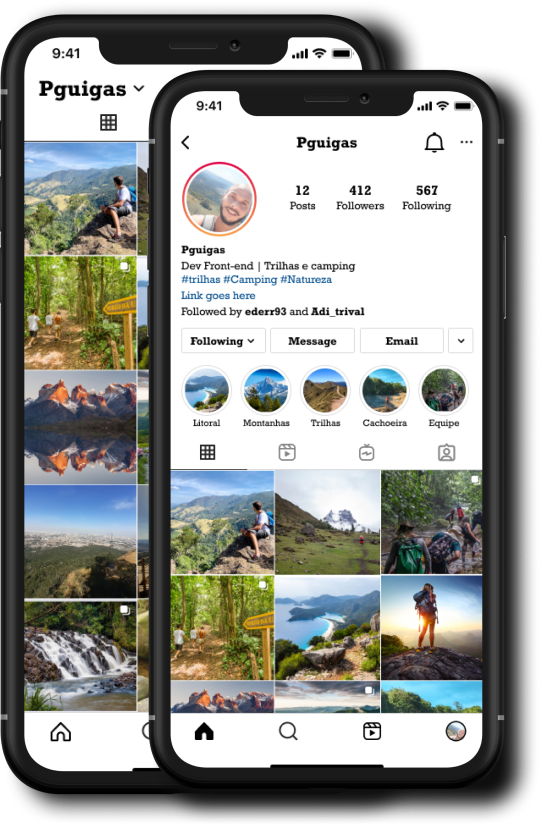 9:41
Pguigas
9:41
Pguigas
12 412 567
Posts Followers Following
Pguigas
Dev Front-end | Trilhas e camping
#trilhas #Camping #Natureza
Link goes here
Followed by ederr93 and Adi_trival
Following Message Email
Litoral Montanhas Trilhas Cachoeira Equipe